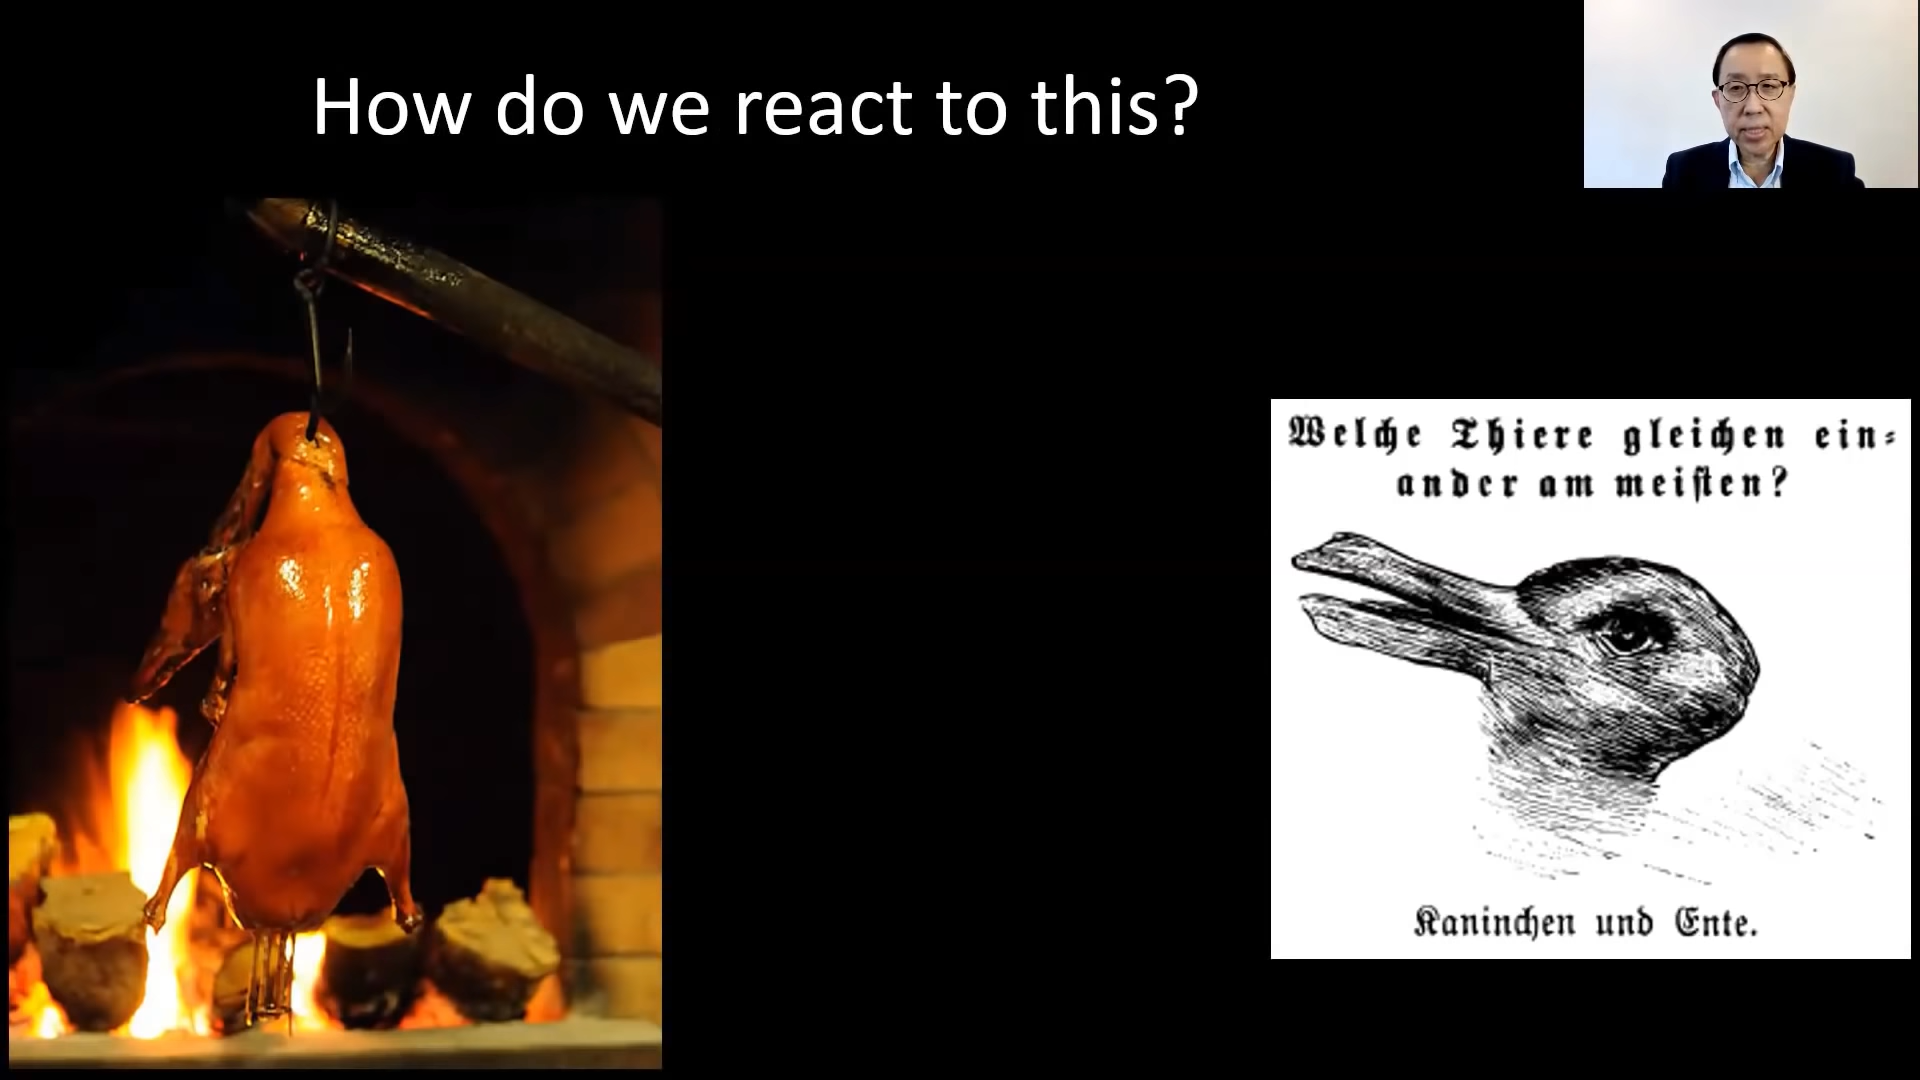 How do we react to this?
Welche Thiere gleichen ein⸗
ander am meiſten?
Kaninchen und Ente.